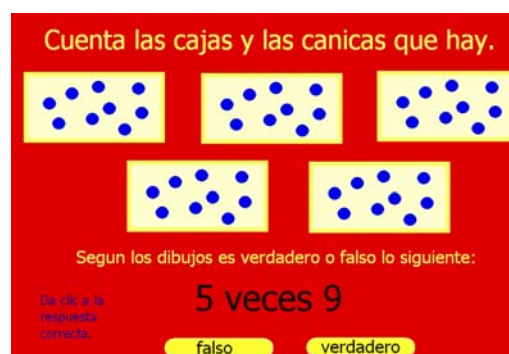 Cuenta las cajas y las canicas que hay.
Segun los dibujos es verdadero o falso lo siguiente:
5 veces 9
Da clic a la
respuesta
correcta.
falso
verdadero